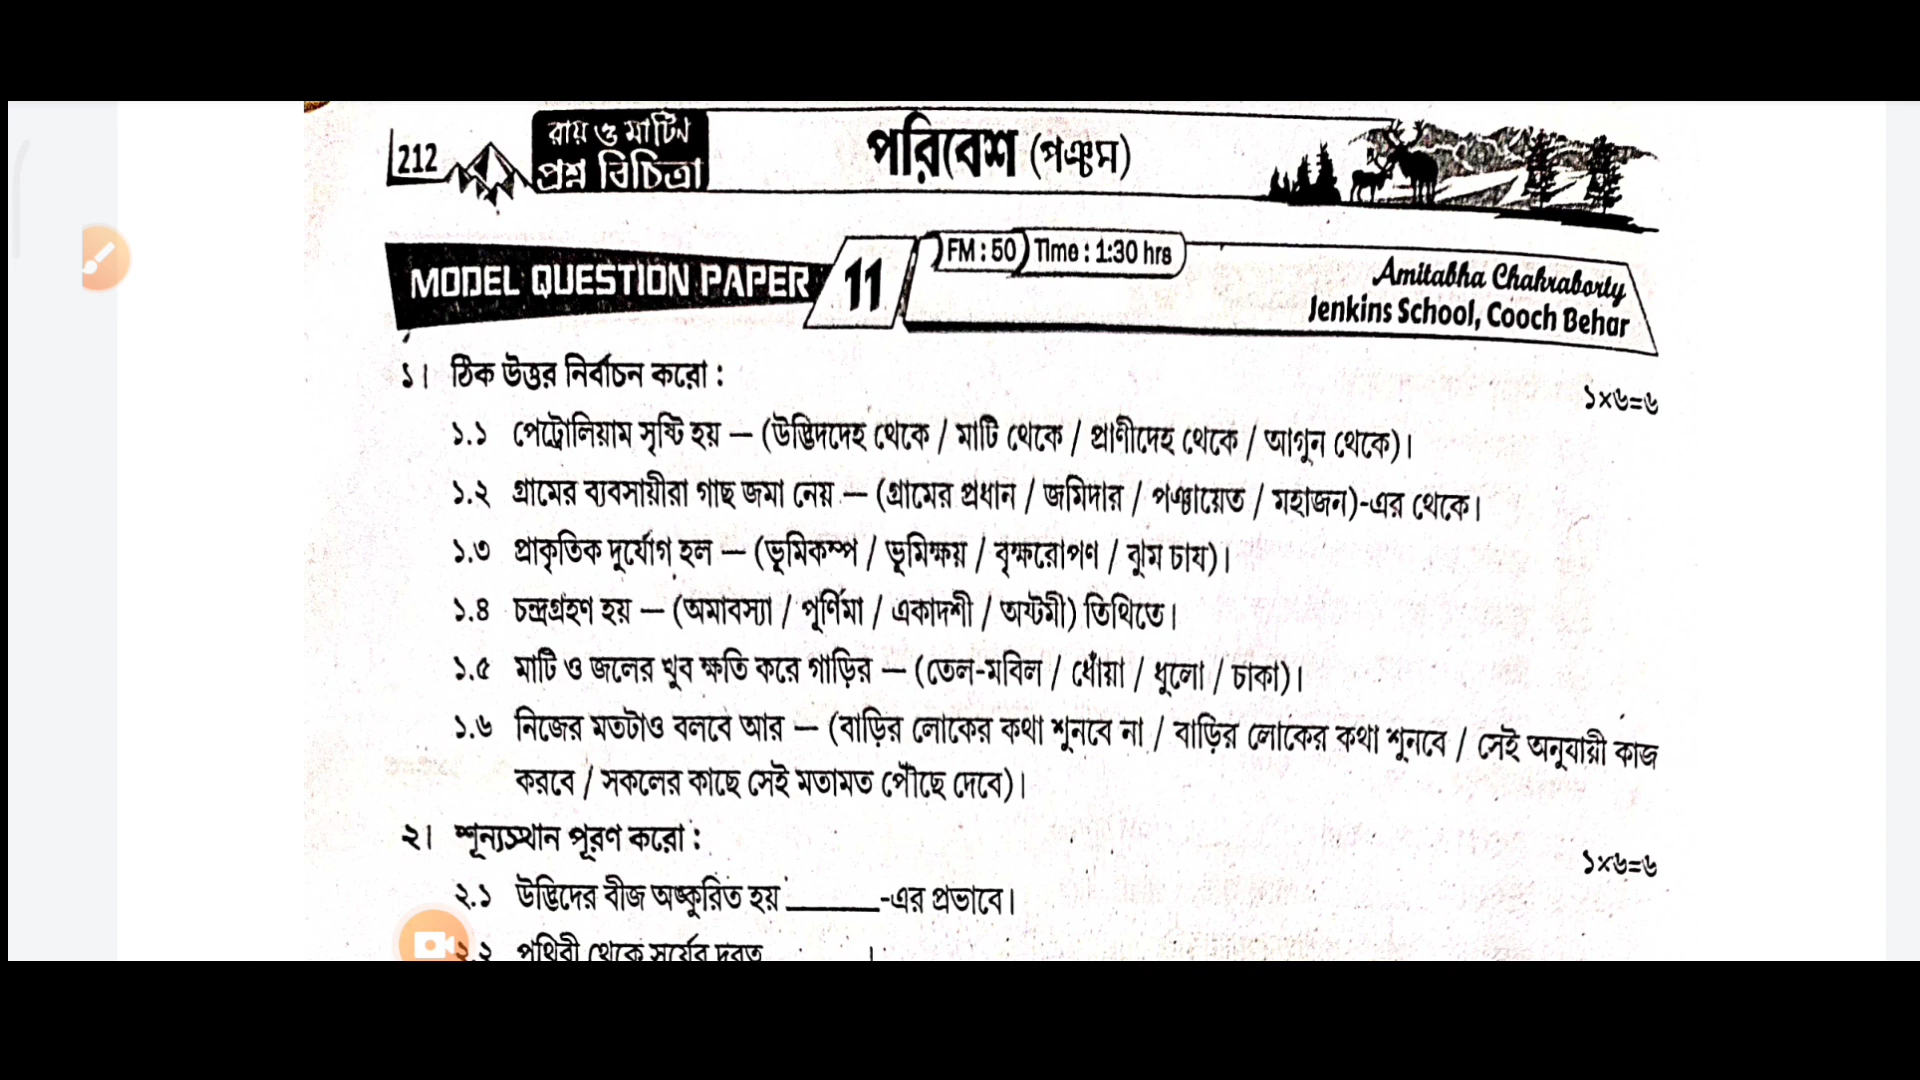 212
রায় ও মার্টিন
প্রশ্ন বিচিত্রা
পরিবেশ (পঞ্চম)
MODEL QUESTION PAPER 11
FM : 50 Time : 1:30 hrs
Amitabha Chakraborty
Jenkins School, Cooch Behar
১। ঠিক উত্তর নির্বাচন করো : ১×৬=৬
১.১ পেট্রোলিয়াম সৃষ্টি হয় — (উদ্ভিদদেহ থেকে / মাটি থেকে / প্রাণীদেহ থেকে / আগুন থেকে)।
১.২ গ্রামের ব্যবসায়ীরা গাছ জমা নেয় — (গ্রামের প্রধান / জমিদার / পঞ্চায়েত / মহাজন)-এর থেকে।
১.৩ প্রাকৃতিক দুর্যোগ হল — (ভূমিকম্প / ভূমিক্ষয় / বৃক্ষরোপণ / ঝুম চাষ)।
১.৪ চন্দ্রগ্রহণ হয় — (অমাবস্যা / পূর্ণিমা / একাদশী / অষ্টমী) তিথিতে।
১.৫ মাটি ও জলের খুব ক্ষতি করে গাড়ির — (তেল-মবিল / ধোঁয়া / ধুলো / চাকা)।
১.৬ নিজের মতটাও বলবে আর — (বাড়ির লোকের কথা শুনবে না / বাড়ির লোকের কথা শুনবে / সেই অনুযায়ী কাজ
করবে / সকলের কাছে সেই মতামত পৌঁছে দেবে)।
২। শূন্যস্থান পূরণ করো : ১×৬=৬
২.১ উদ্ভিদের বীজ অঙ্কুরিত হয় ______-এর প্রভাবে।
২.২ পৃথিবী থেকে সূর্যের দূরত্ব ______।